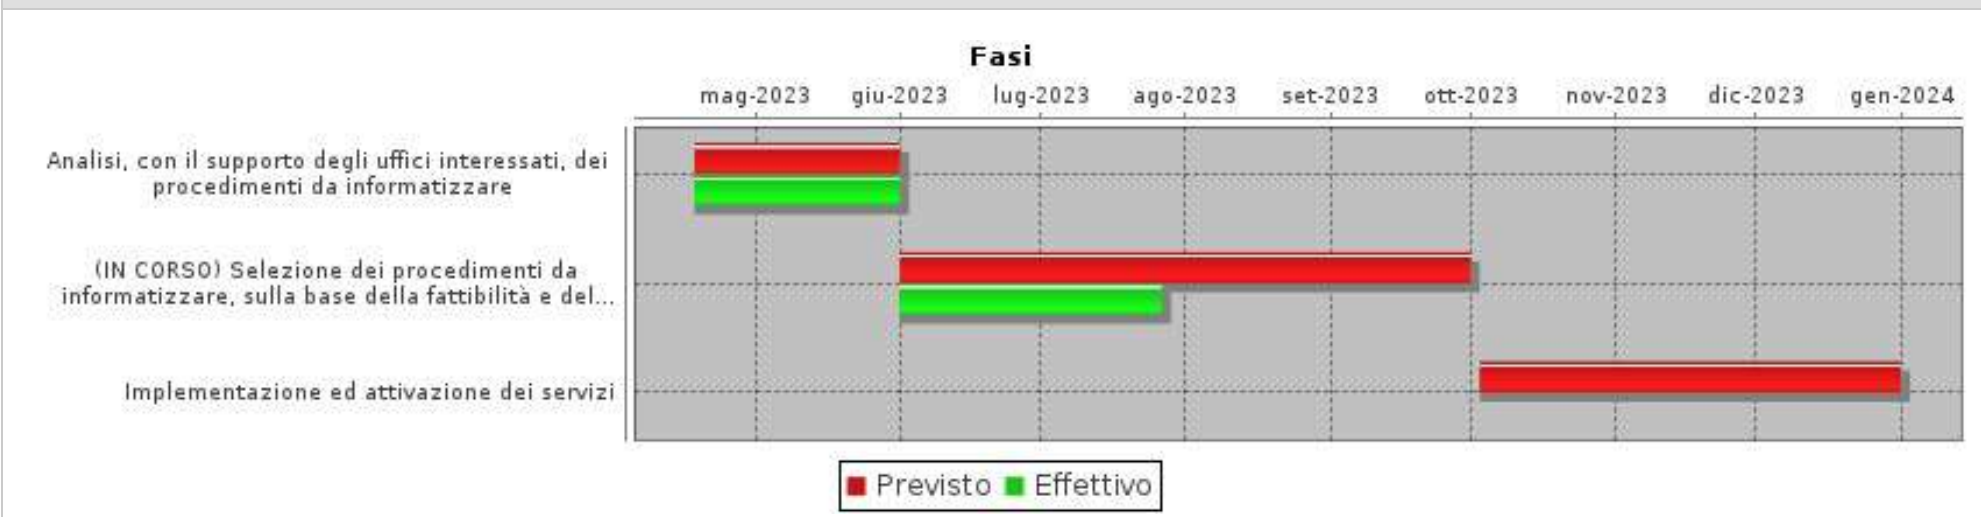 Fasi
mag-2023 giu-2023 lug-2023 ago-2023 set-2023 ott-2023 nov-2023 dic-2023 gen-2024
Analisi, con il supporto degli uffici interessati, dei
procedimenti da informatizzare
(IN CORSO) Selezione dei procedimenti da
informatizzare, sulla base della fattibilità e del...
Implementazione ed attivazione dei servizi
Previsto Effettivo